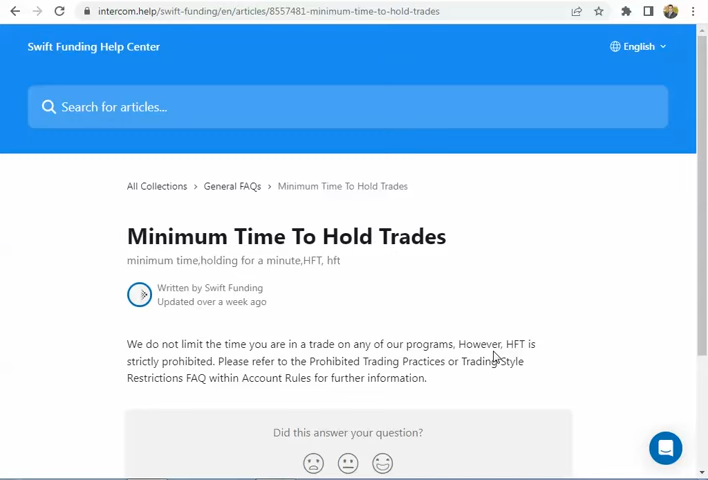 intercom.help/swift-funding/en/articles/8557481-minimum-time-to-hold-trades
Swift Funding Help Center
English
Search for articles...
All Collections > General FAQs > Minimum Time To Hold Trades
Minimum Time To Hold Trades
minimum time,holding for a minute,HFT, hft
Written by Swift Funding
Updated over a week ago
We do not limit the time you are in a trade on any of our programs, However, HFT is
strictly prohibited. Please refer to the Prohibited Trading Practices or Trading Style
Restrictions FAQ within Account Rules for further information.
Did this answer your question?